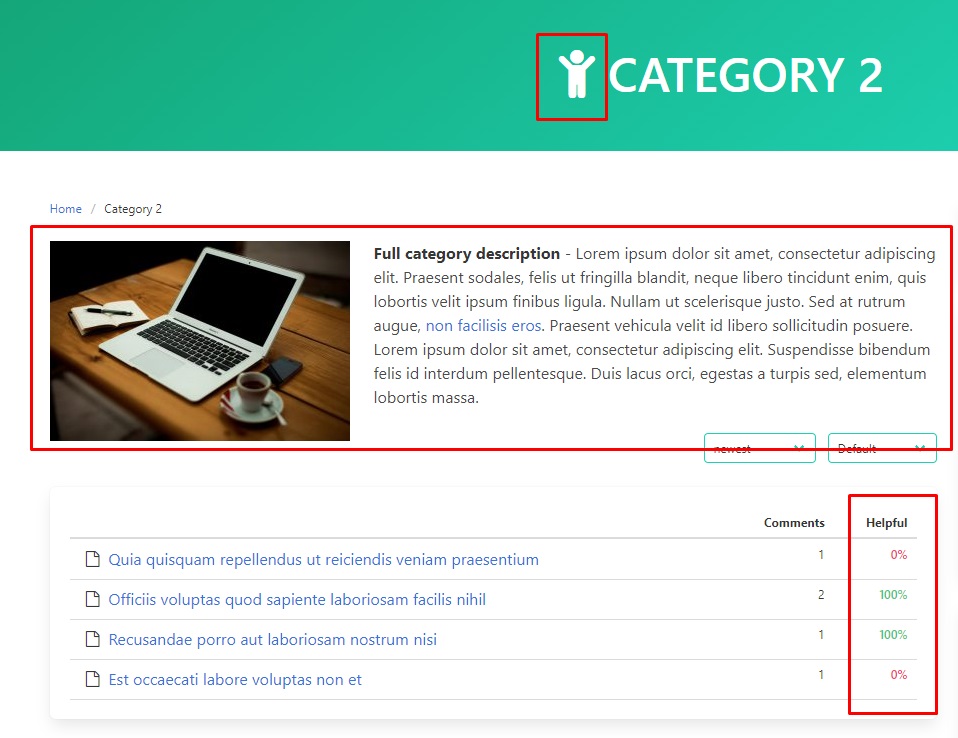 CATEGORY 2
Home / Category 2
Full category description - Lorem ipsum dolor sit amet, consectetur adipiscing
elit. Praesent sodales, felis ut fringilla blandit, neque libero tincidunt enim, quis
lobortis velit ipsum finibus ligula. Nullam ut scelerisque justo. Sed at rutrum
augue, non facilisis eros. Praesent vehicula velit id libero sollicitudin posuere.
Lorem ipsum dolor sit amet, consectetur adipiscing elit. Suspendisse bibendum
felis id interdum pellentesque. Duis lacus orci, egestas a turpis sed, elementum
lobortis massa.
newest Default
Comments Helpful
Quia quisquam repellendus ut reiciendis veniam praesentium 1 0%
Officiis voluptas quod sapiente laboriosam facilis nihil 2 100%
Recusandae porro aut laboriosam nostrum nisi 1 100%
Est occaecati labore voluptas non et 1 0%